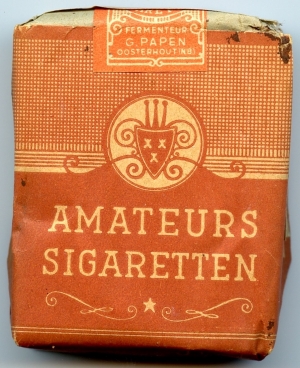 FERMENTEUR
G. PAPEN
OOSTERHOUT (NB)
AMATEURS
SIGARETTEN